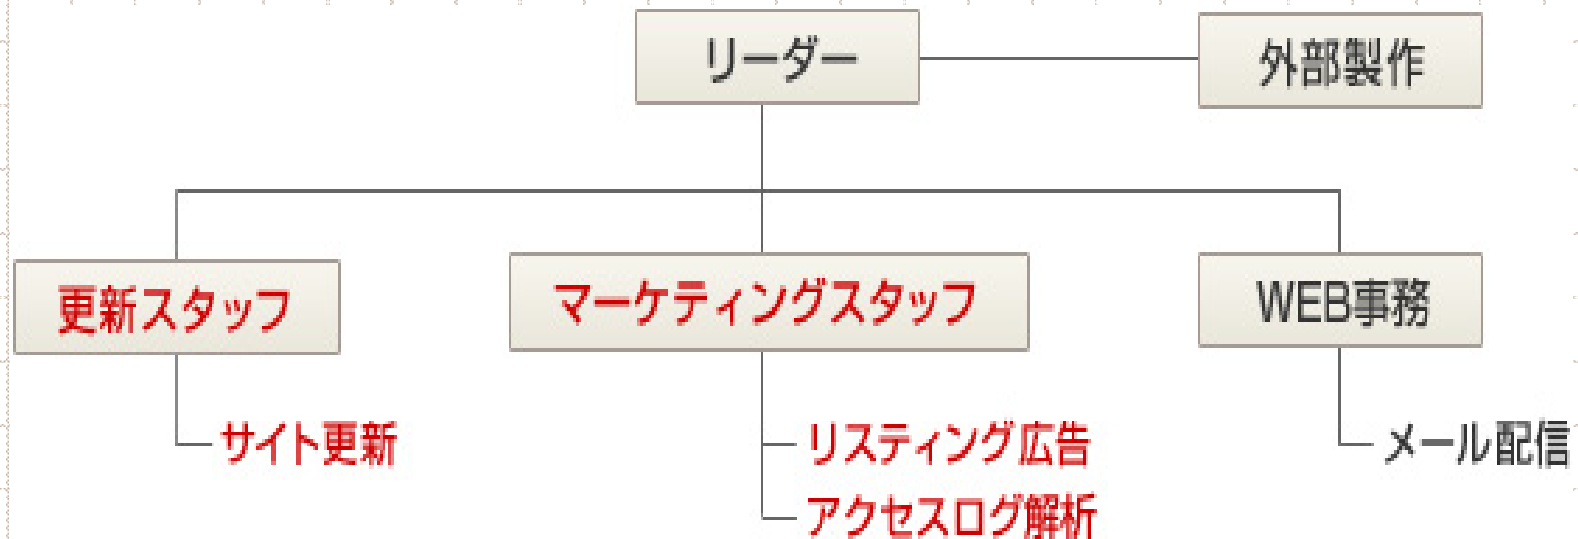 リーダー
外部製作
更新スタッフ
マーケティングスタッフ
WEB事務
サイト更新
リスティング広告
メール配信
アクセスログ解析